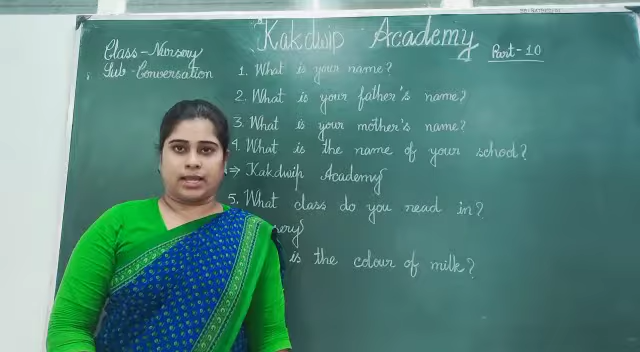 Kakdwip Academy
Class - Nursery
Sub - Conversation
Part - 10
1. What is your name?
2. What is your father's name?
3. What is your mother's name?
4. What is the name of your school?
⇒ Kakdwip Academy
5. What class do you read in?
is the colour of milk?